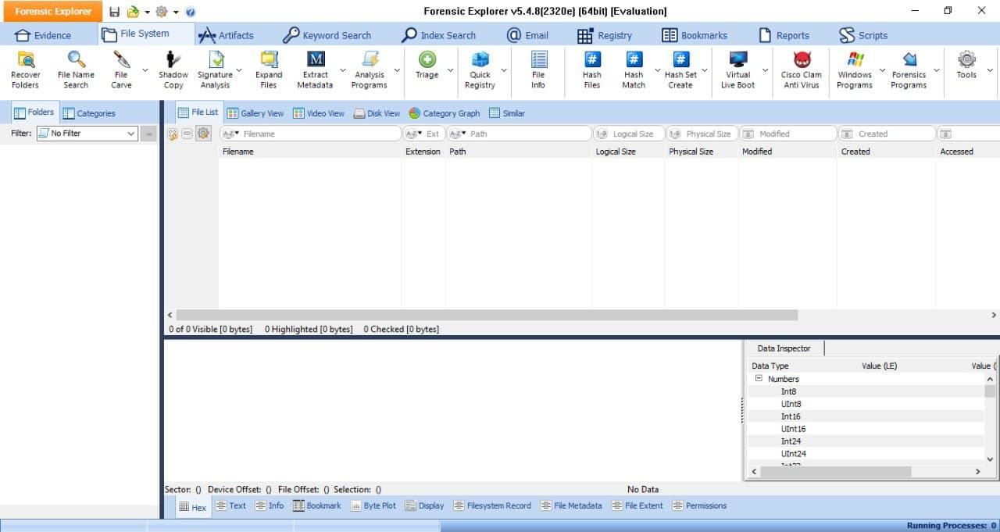 Forensic Explorer
Forensic Explorer v5.4.8(2320e) (64bit) [Evaluation]
Evidence File System Artifacts Keyword Search Index Search Email Registry Bookmarks Reports Scripts
Recover Folders
File Name Search
File Carve
Shadow Copy
Signature Analysis
Expand Files
Extract Metadata
Analysis Programs
Triage
Quick Registry
File Info
Hash Files
Hash Match
Hash Set Create
Virtual Live Boot
Cisco Clam Anti Virus
Windows Programs
Forensics Programs
Tools
Folders Categories
Filter: No Filter
File List Gallery View Video View Disk View Category Graph Similar
Filename Ext Path Logical Size Physical Size Modified Created
Filename Extension Path Logical Size Physical Size Modified Created Accessed
0 of 0 Visible [0 bytes] 0 Highlighted [0 bytes] 0 Checked [0 bytes]
Data Inspector
Data Type Value (LE) Value (
Numbers
Int8
UInt8
Int16
UInt16
Int24
UInt24
Sector: () Device Offset: () File Offset: () Selection: () No Data
Hex Text Info Bookmark Byte Plot Display Filesystem Record File Metadata File Extent Permissions
Running Processes: 0